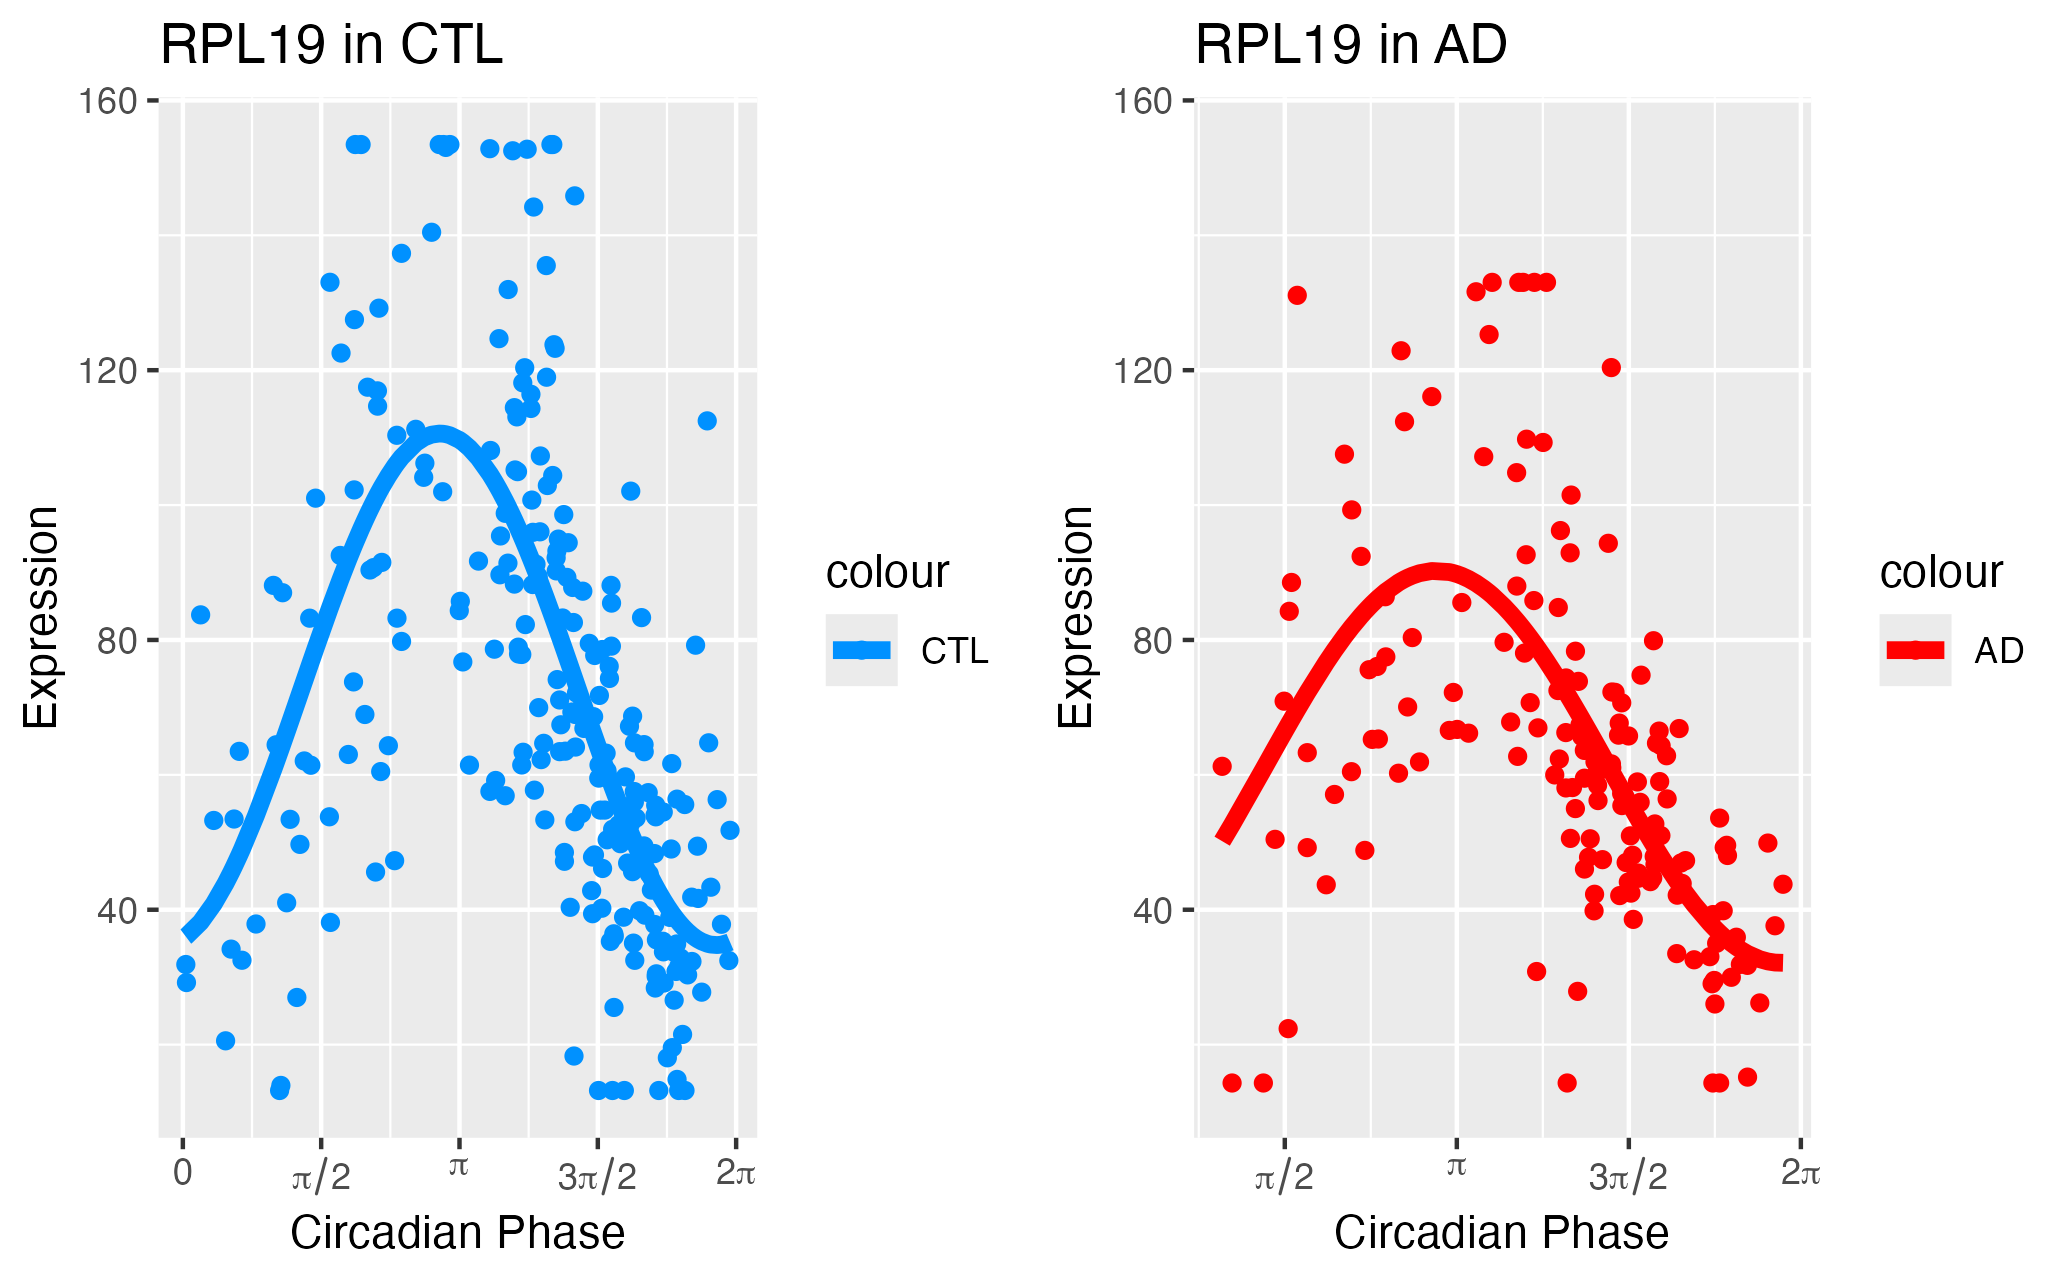 RPL19 in CTL
160
120
80
40
Expression
0 π/2 π 3π/2 2π
Circadian Phase
colour
CTL
RPL19 in AD
160
120
80
40
Expression
π/2 π 3π/2 2π
Circadian Phase
colour
AD